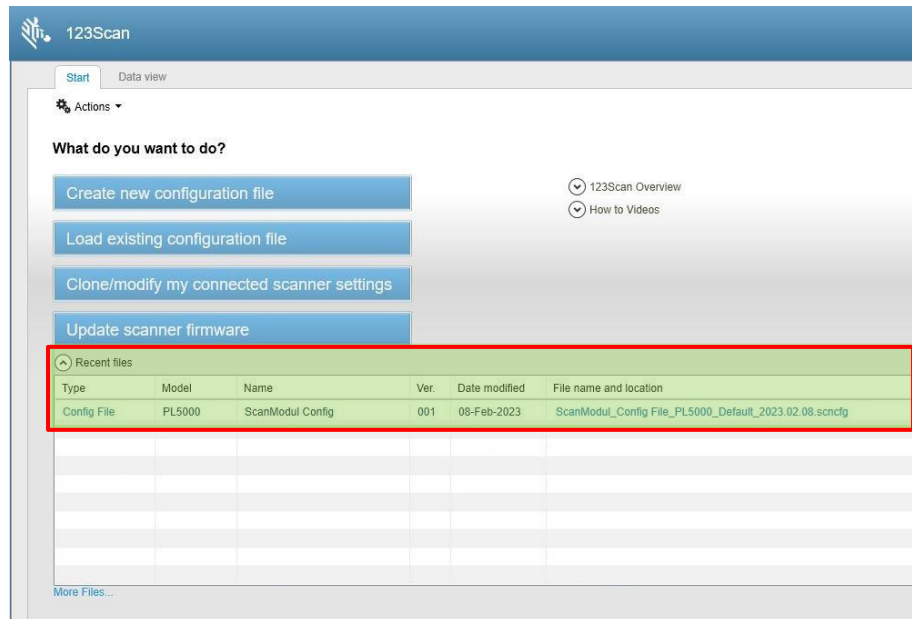 123Scan
Start Data view
Actions
What do you want to do?
Create new configuration file
123Scan Overview
How to Videos
Load existing configuration file
Clone/modify my connected scanner settings
Update scanner firmware
Recent files
Type Model Name Ver. Date modified File name and location
Config File PL5000 ScanModul Config 001 08-Feb-2023 ScanModul_Config File_PL5000_Default_2023.02.08.scncfg
More Files...